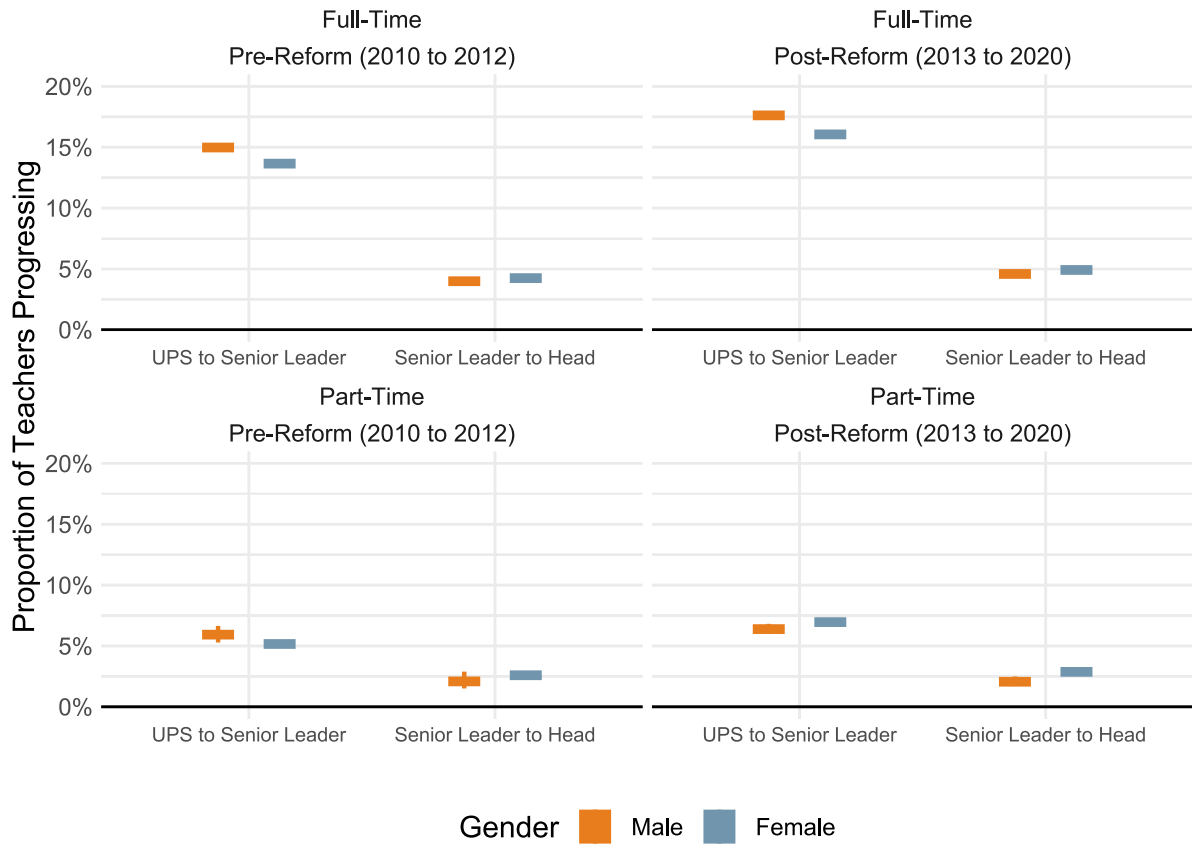 Proportion of Teachers Progressing
Full-Time
Pre-Reform (2010 to 2012)
20%
15%
10%
5%
0%
UPS to Senior Leader
Senior Leader to Head
Full-Time
Post-Reform (2013 to 2020)
UPS to Senior Leader
Senior Leader to Head
Part-Time
Pre-Reform (2010 to 2012)
20%
15%
10%
5%
0%
UPS to Senior Leader
Senior Leader to Head
Part-Time
Post-Reform (2013 to 2020)
UPS to Senior Leader
Senior Leader to Head
Gender Male Female